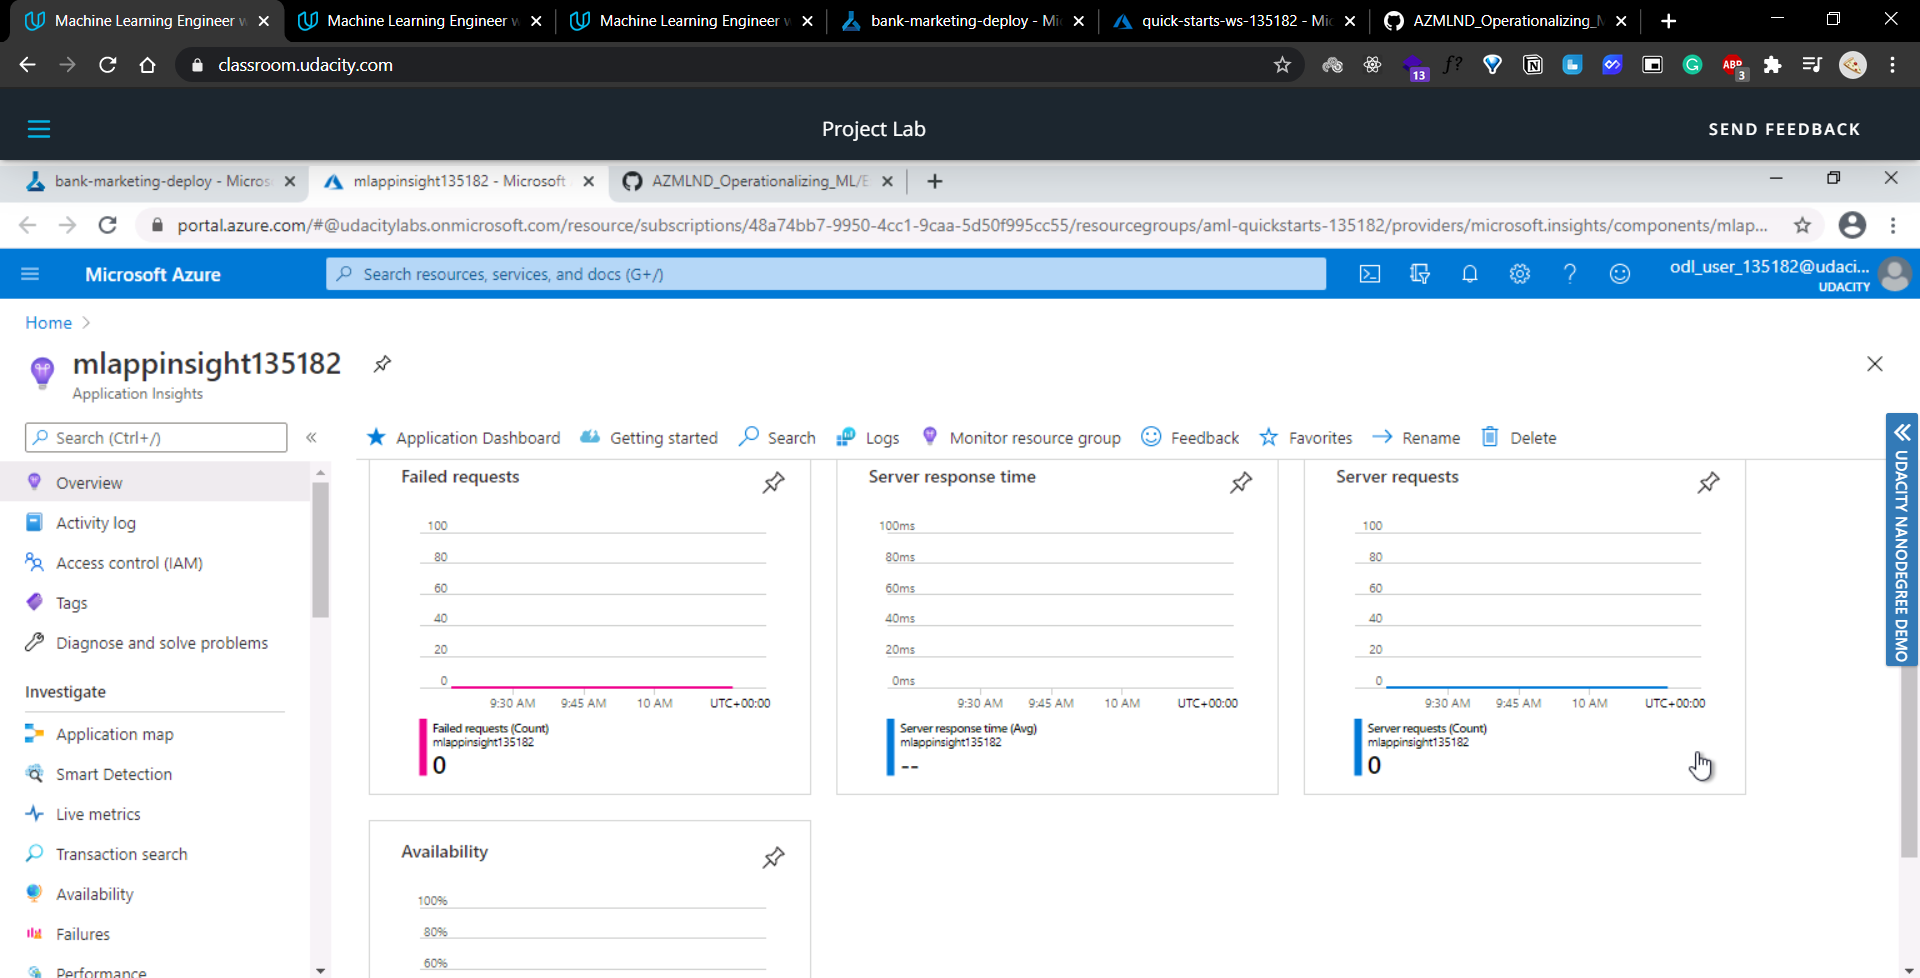 Machine Learning Engineer w
Machine Learning Engineer w
Machine Learning Engineer w
bank-marketing-deploy - Mi
quick-starts-ws-135182 - Mic
AZMLND_Operationalizing_M
classroom.udacity.com
f?
13
ABP
3
Project Lab
SEND FEEDBACK
bank-marketing-deploy - Micros
mlappinsight135182 - Microsoft
AZMLND_Operationalizing_ML/E
portal.azure.com/#@udacitylabs.onmicrosoft.com/resource/subscriptions/48a74bb7-9950-4cc1-9caa-5d50f995cc55/resourcegroups/aml-quickstarts-135182/providers/microsoft.insights/components/mlap...
Microsoft Azure
Search resources, services, and docs (G+/)
odl_user_135182@udaci...
UDACITY
Home
mlappinsight135182
Application Insights
Search (Ctrl+/)
«
Application Dashboard
Getting started
Search
Logs
Monitor resource group
Feedback
Favorites
Rename
Delete
Overview
Activity log
Access control (IAM)
Tags
Diagnose and solve problems
Investigate
Application map
Smart Detection
Live metrics
Transaction search
Availability
Failures
Performance
Failed requests
100
80
60
40
20
0
9:30 AM
9:45 AM
10 AM
UTC+00:00
Failed requests (Count)
mlappinsight135182
0
Server response time
100ms
80ms
60ms
40ms
20ms
0ms
9:30 AM
9:45 AM
10 AM
UTC+00:00
Server response time (Avg)
mlappinsight135182
--
Server requests
100
80
60
40
20
0
9:30 AM
9:45 AM
10 AM
UTC+00:00
Server requests (Count)
mlappinsight135182
0
Availability
100%
80%
60%
UDACITY NANODEGREE DEMO